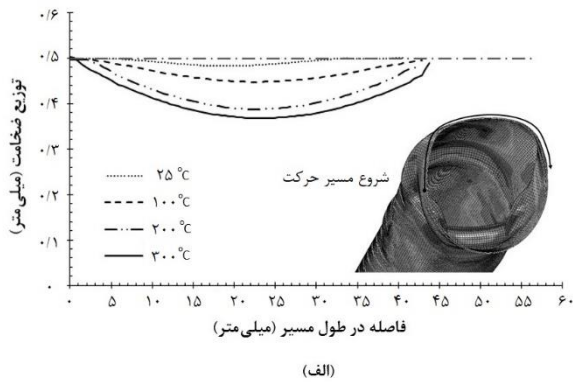 ۰/۶
۰/۵
۰/۴
۰/۳
۰/۲
۰/۱
۰
توزیع ضخامت (میلی‌متر)
۲۵ °C
۱۰۰ °C
۲۰۰ °C
۳۰۰ °C
شروع مسیر حرکت
۰ ۵ ۱۰ ۱۵ ۲۰ ۲۵ ۳۰ ۳۵ ۴۰ ۴۵ ۵۰ ۵۵ ۶۰
فاصله در طول مسیر (میلی‌متر)
(الف)